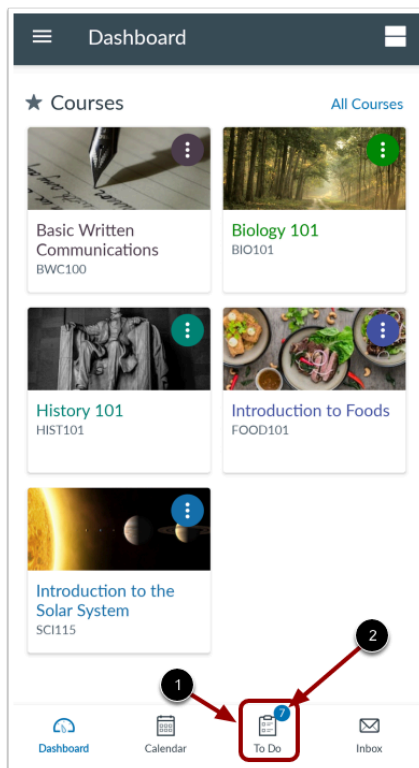 Dashboard
★ Courses
All Courses
Basic Written
Communications
BWC100
Biology 101
BIO101
History 101
HIST101
Introduction to Foods
FOOD101
Introduction to the
Solar System
SCI115
1
2
7
Dashboard
Calendar
To Do
Inbox